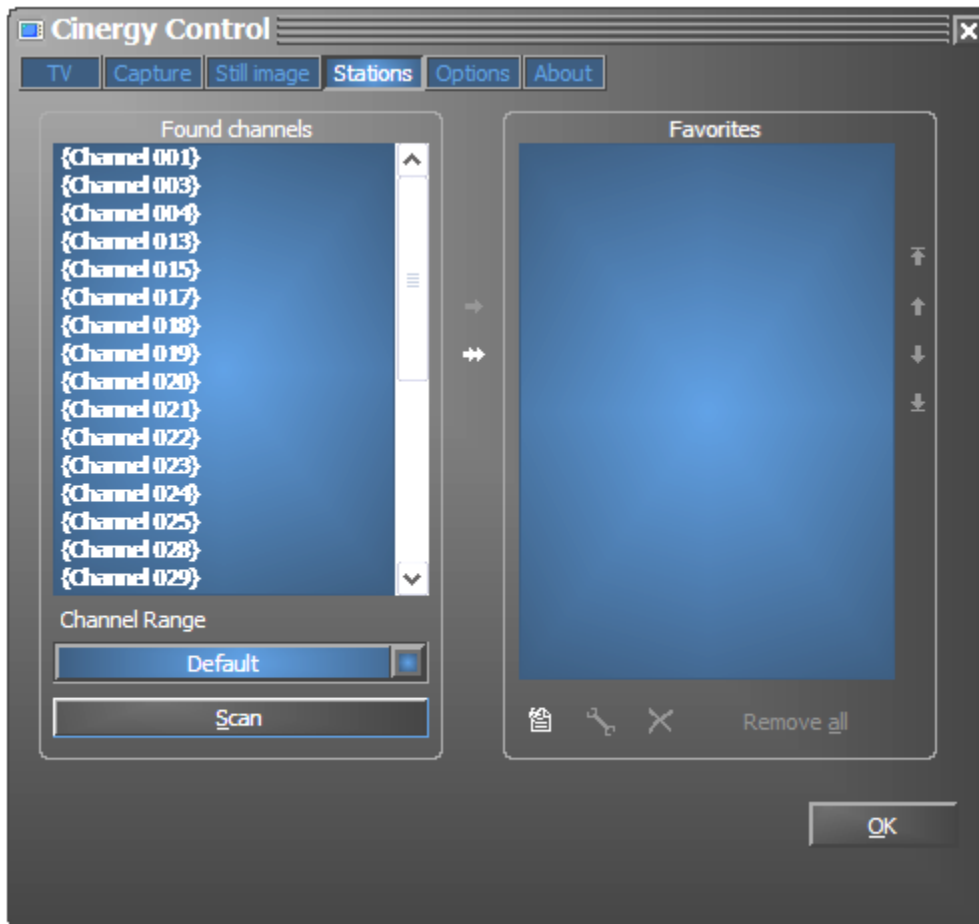 Cinergy Control
TV Capture Still image Stations Options About
Found channels
{Channel 001}
{Channel 003}
{Channel 004}
{Channel 013}
{Channel 015}
{Channel 017}
{Channel 018}
{Channel 019}
{Channel 020}
{Channel 021}
{Channel 022}
{Channel 023}
{Channel 024}
{Channel 025}
{Channel 028}
{Channel 029}
Channel Range
Default
Scan
Favorites
Remove all
OK